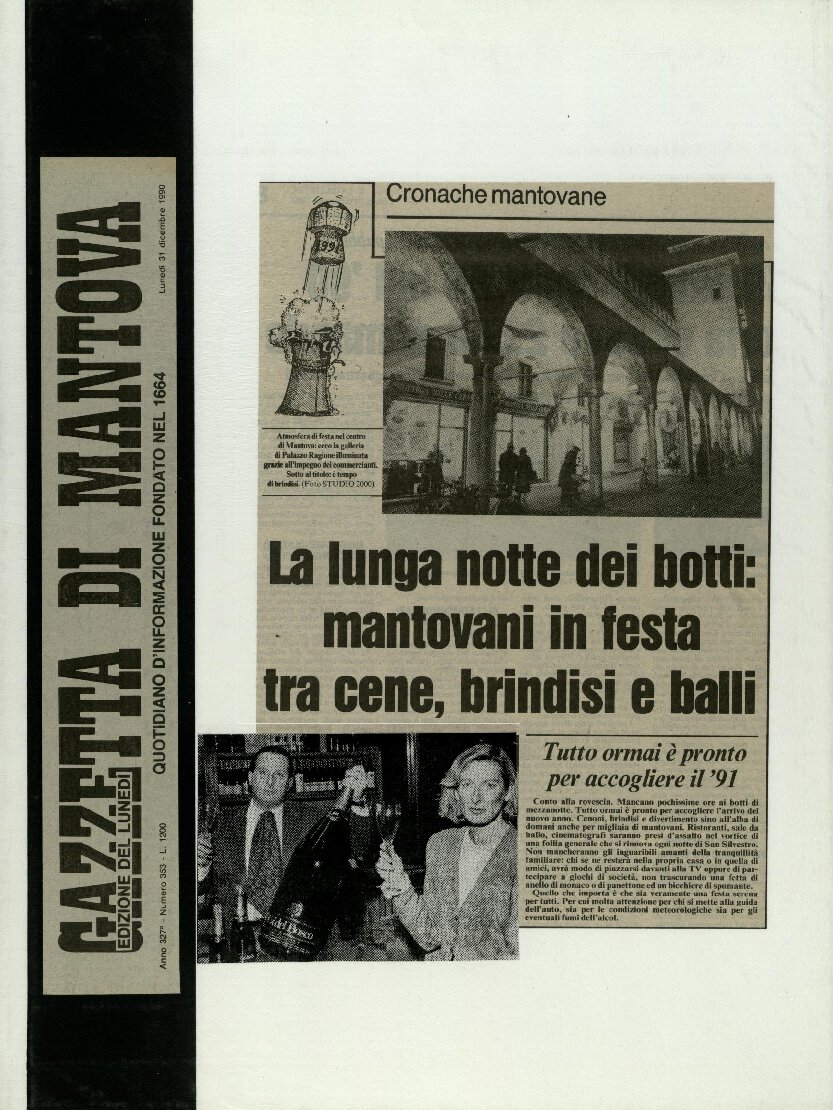 GAZZETTA DI MANTOVA
EDIZIONE DEL LUNEDÌ
Anno 327° - Numero 353 - L. 1200
QUOTIDIANO D'INFORMAZIONE FONDATO NEL 1664
Lunedì 31 dicembre 1990
Cronache mantovane
1991
Atmosfera di festa nel centro
di Mantova: ecco la galleria
di Palazzo Ragione illuminata
grazie all'impegno dei commercianti.
Sotto al titolo: è tempo
di brindisi. (Foto STUDIO 2000)
La lunga notte dei botti:
mantovani in festa
tra cene, brindisi e balli
Tutto ormai è pronto
per accogliere il '91
Conto alla rovescia. Mancano pochissime ore ai botti di
mezzanotte. Tutto ormai è pronto per accogliere l'arrivo del
nuovo anno. Cenoni, brindisi e divertimento sino all'alba di
domani anche per migliaia di mantovani. Ristoranti, sale da
ballo, cinematografi saranno presi d'assalto nel vortice di
una follia generale che si rinnova ogni notte di San Silvestro.
Non mancheranno gli inguaribili amanti della tranquillità
familiare: chi se ne resterà nella propria casa o in quella di
amici, avrà modo di piazzarsi davanti alla TV oppure di par-
tecipare a giochi di società, non trascurando una fetta di
anello di monaco o di panettone ed un bicchiere di spumante.
Quello che importa è che sia veramente una festa serena
per tutti. Per cui molta attenzione per chi si mette alla guida
dell'auto, sia per le condizioni meteorologiche sia per gli
eventuali fumi dell'alcol.
del Bosco